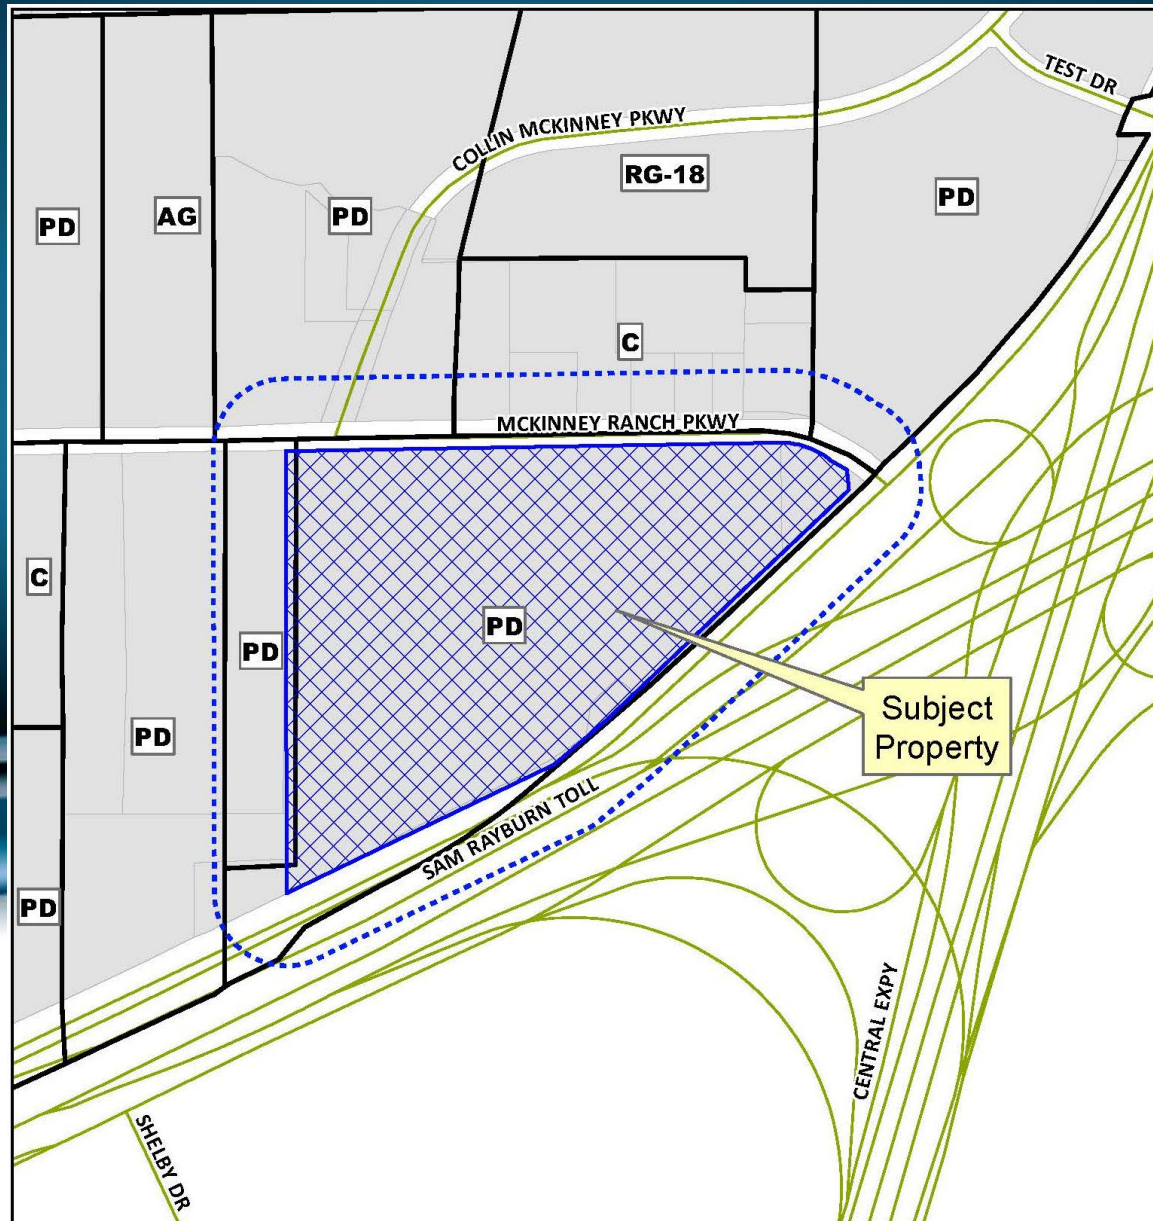 TEST DR
COLLIN MCKINNEY PKWY
RG-18
PD
PD
AG
PD
C
MCKINNEY RANCH PKWY
C
PD
PD
PD
Subject
Property
PD
SAM RAYBURN TOLL
PD
CENTRAL EXPY
SHELBY DR